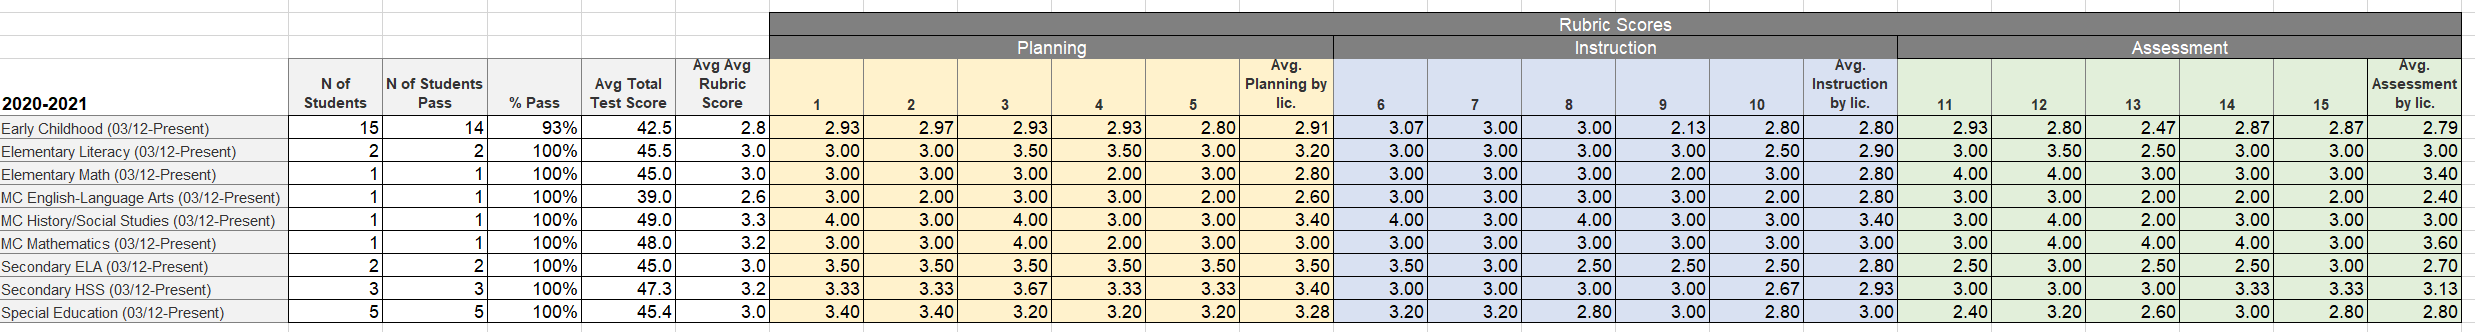 Rubric Scores
Planning Instruction Assessment
2020-2021 N of Students N of Students Pass % Pass Avg Total Test Score Avg Avg Rubric Score 1 2 3 4 5 Avg. Planning by lic. 6 7 8 9 10 Avg. Instruction by lic. 11 12 13 14 15 Avg. Assessment by lic.
Early Childhood (03/12-Present) 15 14 93% 42.5 2.8 2.93 2.97 2.93 2.93 2.80 2.91 3.07 3.00 3.00 2.13 2.80 2.80 2.93 2.80 2.47 2.87 2.87 2.79
Elementary Literacy (03/12-Present) 2 2 100% 45.5 3.0 3.00 3.00 3.50 3.50 3.00 3.20 3.00 3.00 3.00 3.00 2.50 2.90 3.00 3.50 2.50 3.00 3.00 3.00
Elementary Math (03/12-Present) 1 1 100% 45.0 3.0 3.00 3.00 3.00 2.00 3.00 2.80 3.00 3.00 3.00 2.00 3.00 2.80 4.00 4.00 3.00 3.00 3.00 3.40
MC English-Language Arts (03/12-Present) 1 1 100% 39.0 2.6 3.00 2.00 3.00 3.00 2.00 2.60 3.00 3.00 3.00 3.00 2.00 2.80 3.00 3.00 2.00 2.00 2.00 2.40
MC History/Social Studies (03/12-Present) 1 1 100% 49.0 3.3 4.00 3.00 4.00 3.00 3.00 3.40 4.00 3.00 4.00 3.00 3.00 3.40 3.00 4.00 2.00 3.00 3.00 3.00
MC Mathematics (03/12-Present) 1 1 100% 48.0 3.2 3.00 3.00 4.00 2.00 3.00 3.00 3.00 3.00 3.00 3.00 3.00 3.00 3.00 4.00 4.00 4.00 3.00 3.60
Secondary ELA (03/12-Present) 2 2 100% 45.0 3.0 3.50 3.50 3.50 3.50 3.50 3.50 3.50 3.00 2.50 2.50 2.50 2.80 2.50 3.00 2.50 2.50 3.00 2.70
Secondary HSS (03/12-Present) 3 3 100% 47.3 3.2 3.33 3.33 3.67 3.33 3.33 3.40 3.00 3.00 3.00 3.00 2.67 2.93 3.00 3.00 3.00 3.33 3.33 3.13
Special Education (03/12-Present) 5 5 100% 45.4 3.0 3.40 3.40 3.20 3.20 3.20 3.28 3.20 3.20 2.80 3.00 2.80 3.00 2.40 3.20 2.60 3.00 2.80 2.80